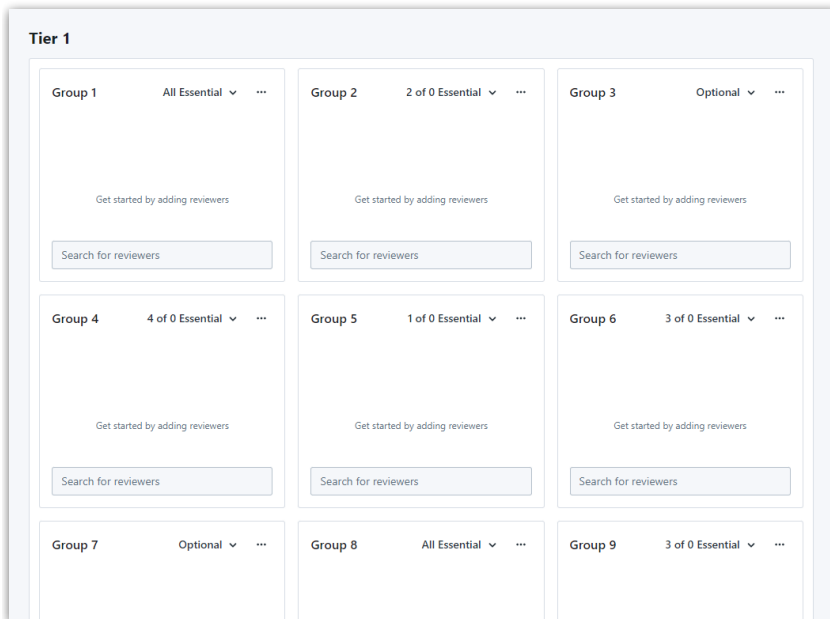 Tier 1
Group 1 All Essential ...
Group 2 2 of 0 Essential ...
Group 3 Optional ...
Get started by adding reviewers
Get started by adding reviewers
Get started by adding reviewers
Search for reviewers
Search for reviewers
Search for reviewers
Group 4 4 of 0 Essential ...
Group 5 1 of 0 Essential ...
Group 6 3 of 0 Essential ...
Get started by adding reviewers
Get started by adding reviewers
Get started by adding reviewers
Search for reviewers
Search for reviewers
Search for reviewers
Group 7 Optional ...
Group 8 All Essential ...
Group 9 3 of 0 Essential ...